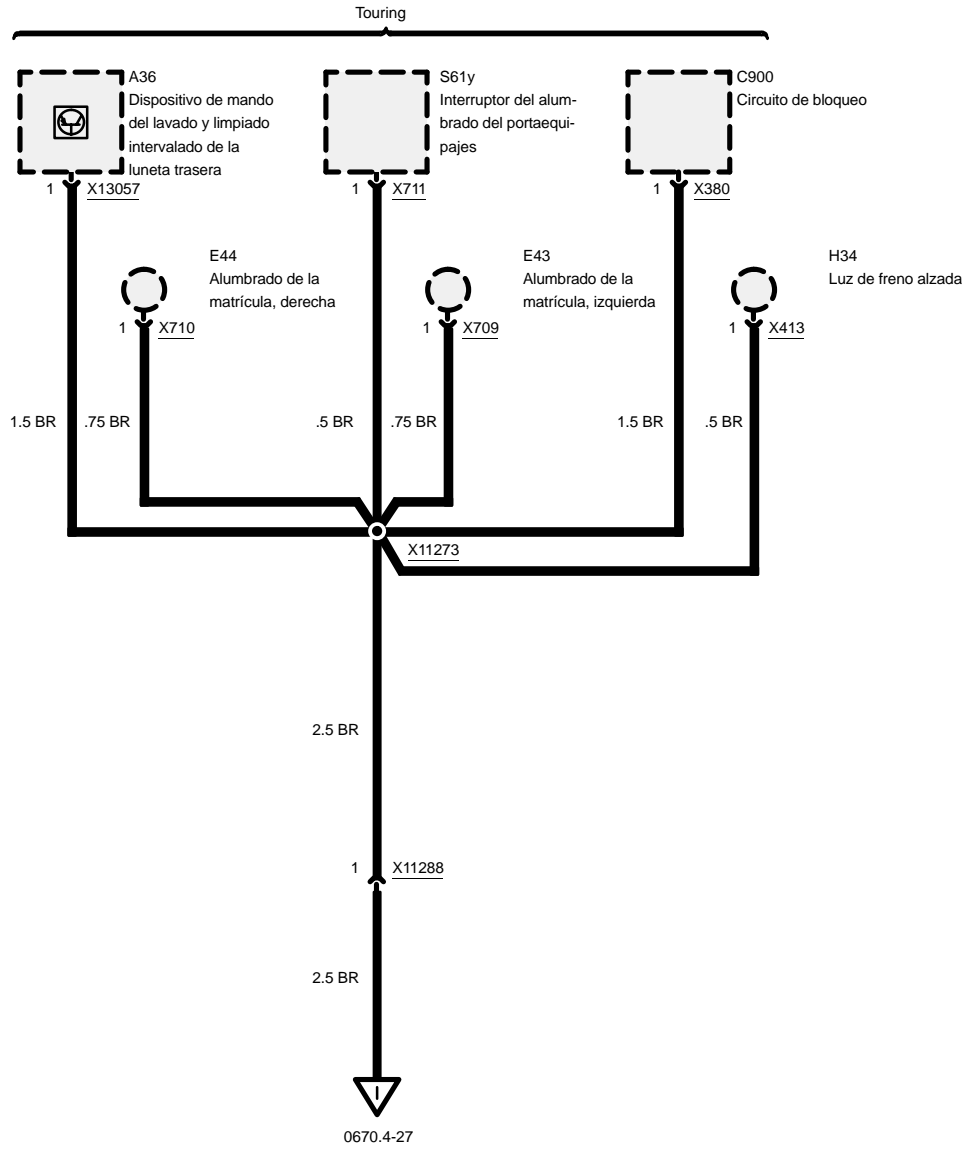 Touring
A36
Dispositivo de mando
del lavado y limpiado
intervalado de la
luneta trasera
1 X13057
S61y
Interruptor del alum-
brado del portaequi-
pajes
1 X711
C900
Circuito de bloqueo
1 X380
E44
Alumbrado de la
matrícula, derecha
1 X710
E43
Alumbrado de la
matrícula, izquierda
1 X709
H34
Luz de freno alzada
1 X413
1.5 BR
.75 BR
.5 BR
.75 BR
1.5 BR
.5 BR
X11273
2.5 BR
1 X11288
2.5 BR
I
0670.4-27